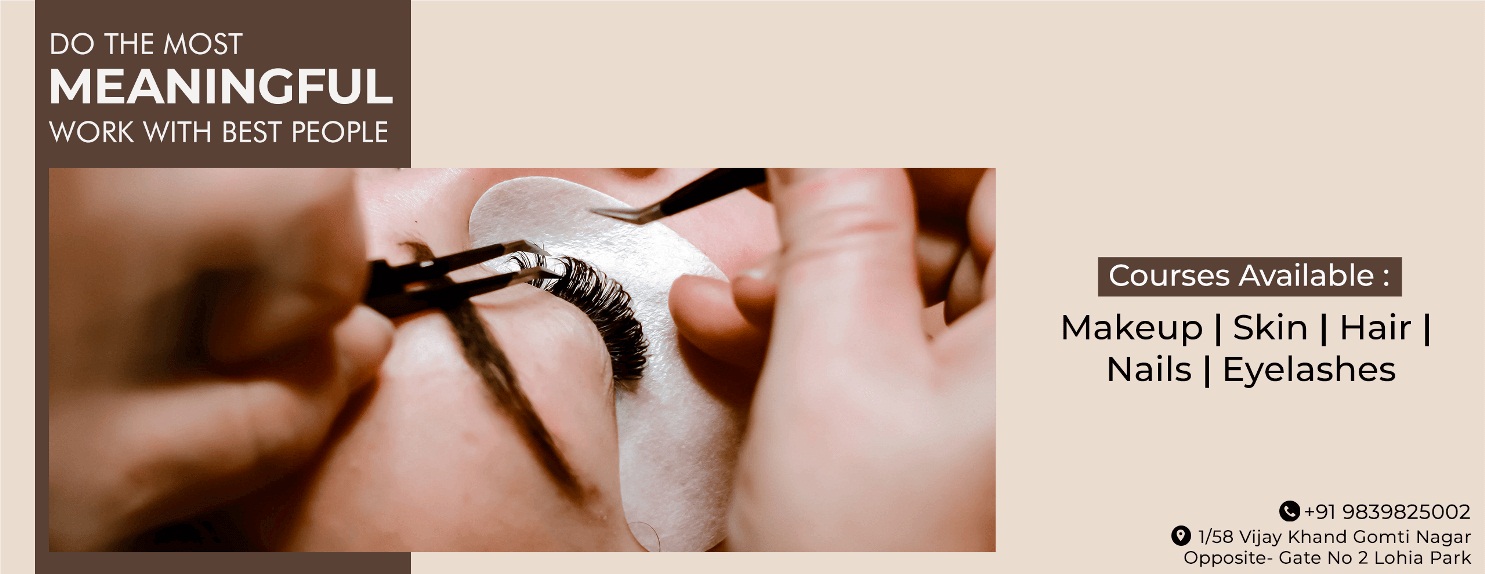 DO THE MOST
MEANINGFUL
WORK WITH BEST PEOPLE
Courses Available :
Makeup | Skin | Hair |
Nails | Eyelashes
+91 9839825002
1/58 Vijay Khand Gomti Nagar
Opposite- Gate No 2 Lohia Park